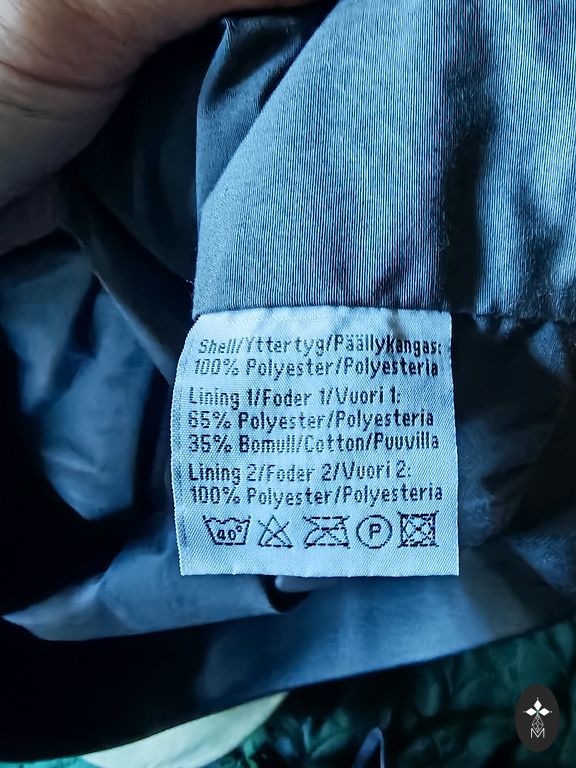 Shell/Yttertyg/Päällykangas:
100% Polyester/Polyesteria
Lining 1/Foder 1/Vuori 1:
65% Polyester/Polyesteria
35% Bomull/Cotton/Puuvilla
Lining 2/Foder 2/Vuori 2:
100% Polyester/Polyesteria
40° P
M